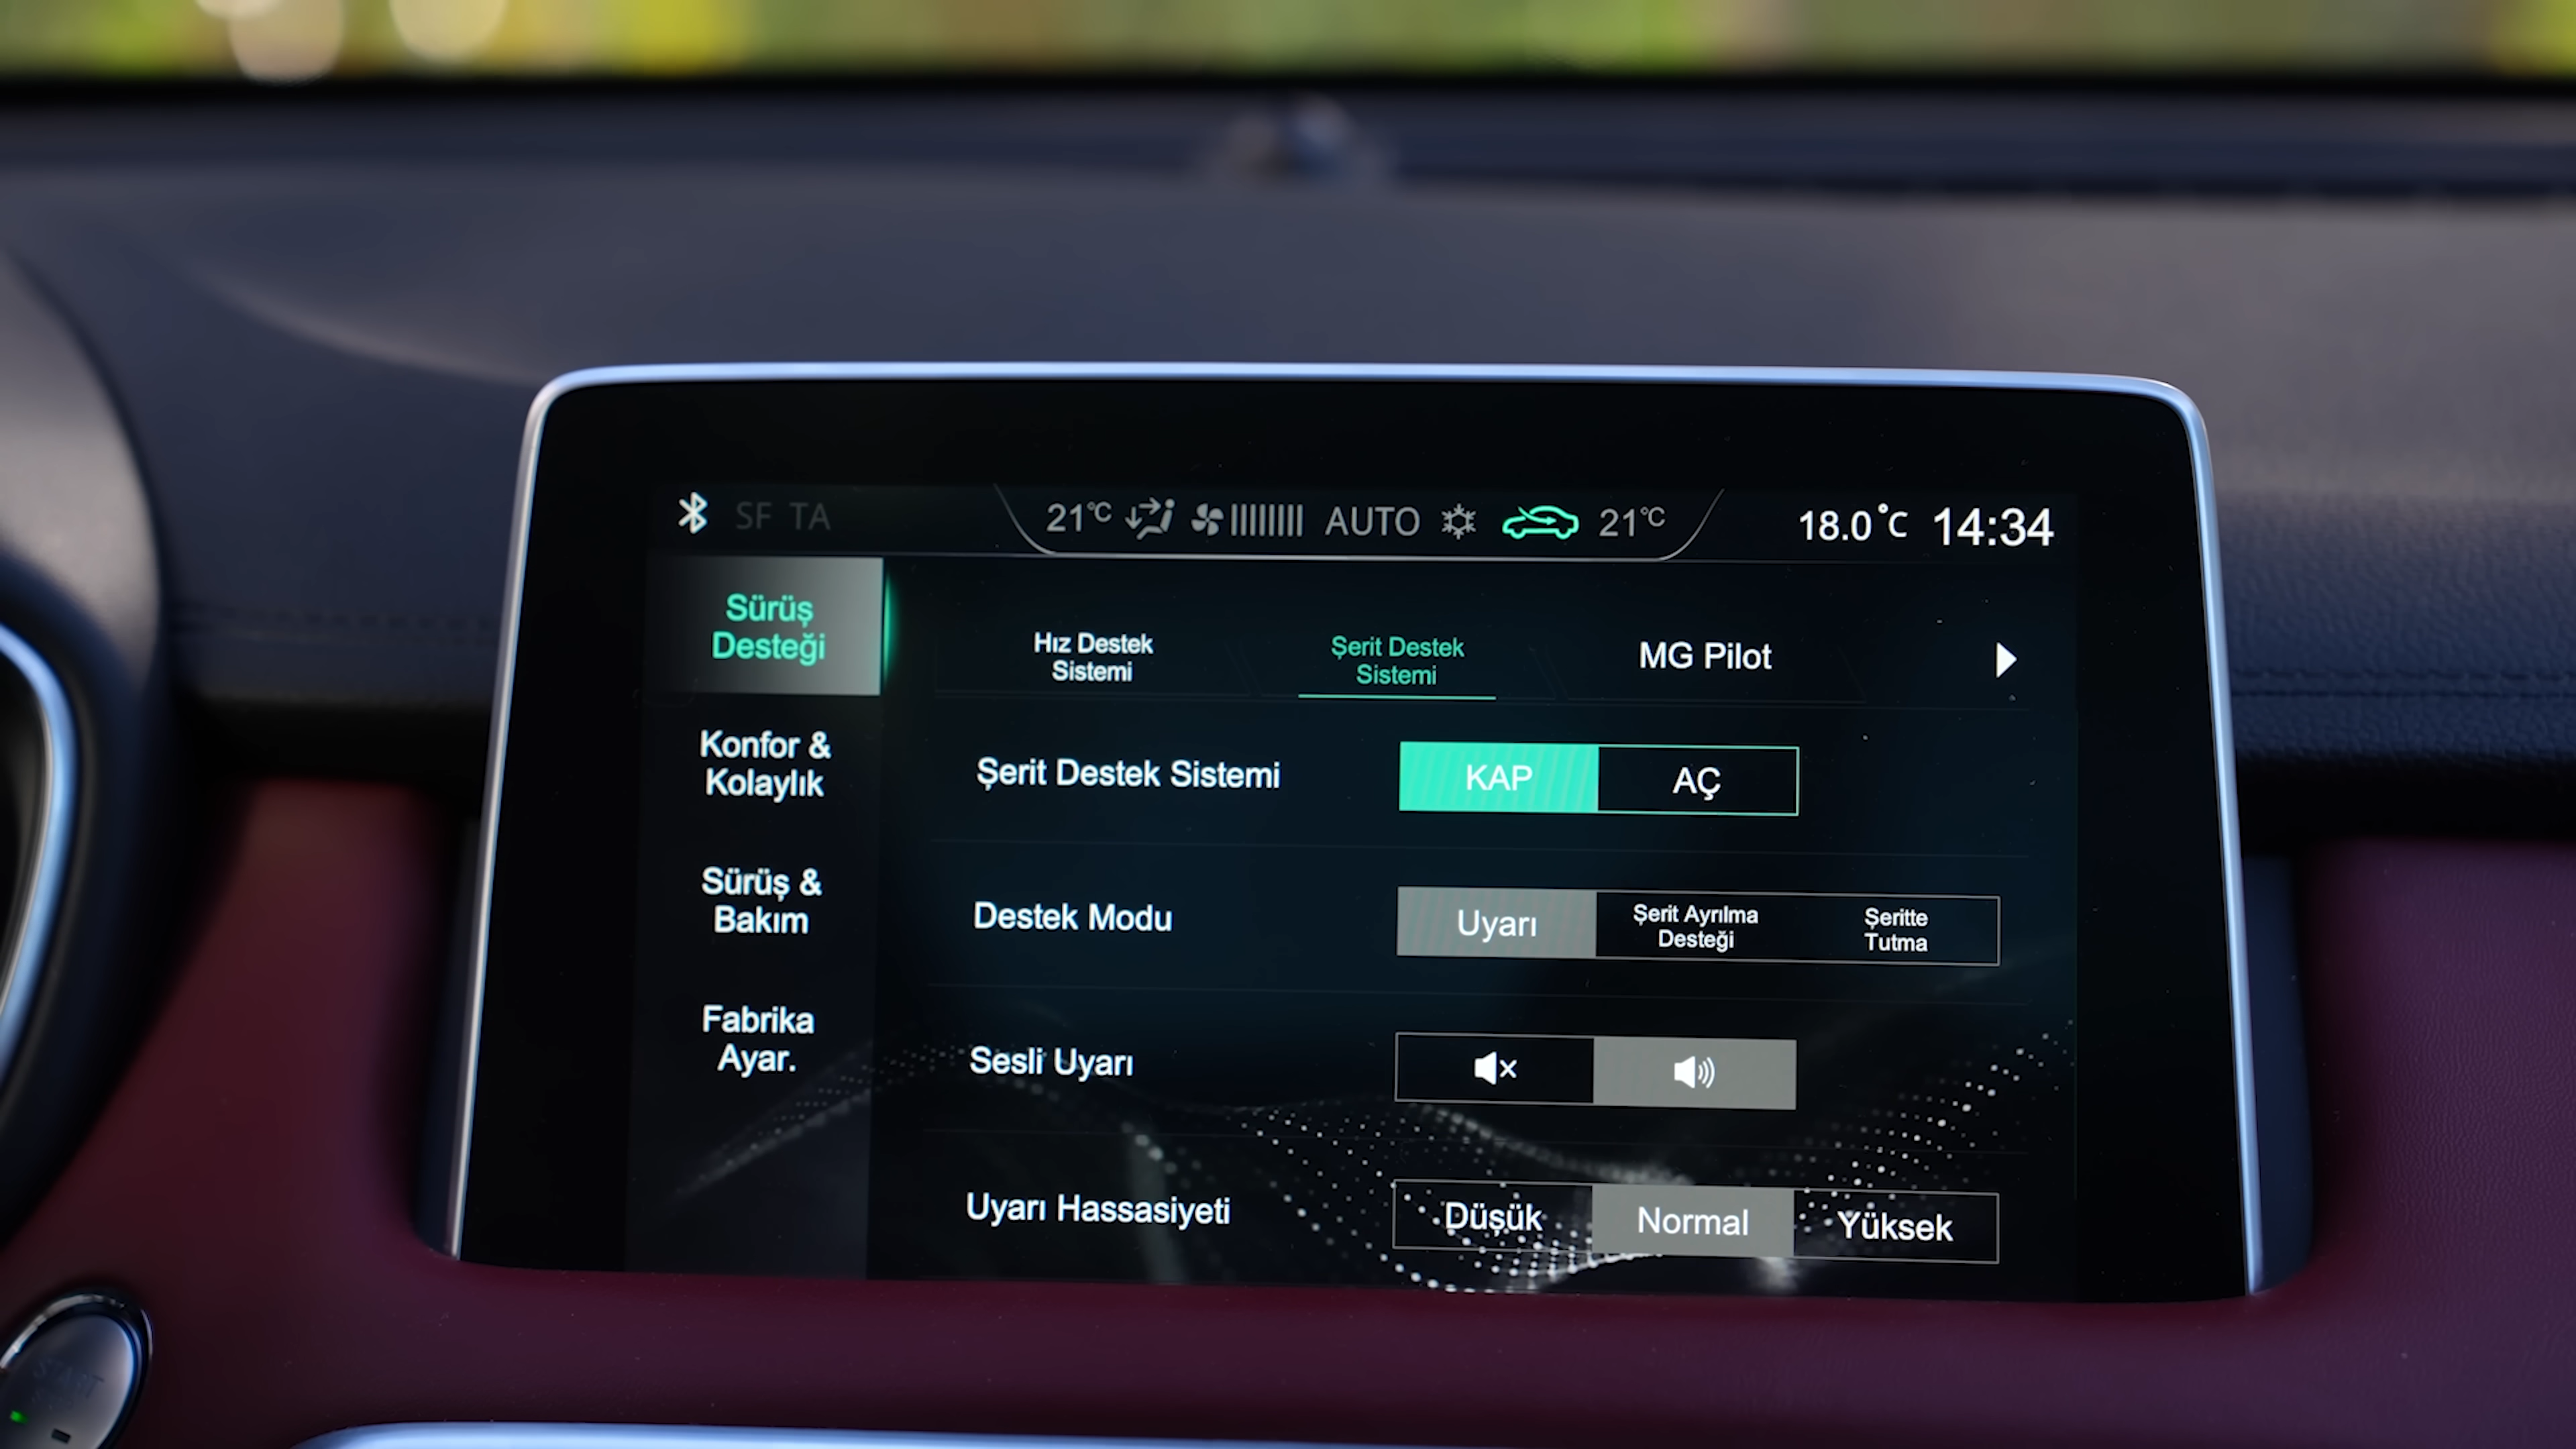 SF TA 21°C AUTO 21°C 18.0°C 14:34
Sürüş
Desteği
Konfor &
Kolaylık
Sürüş &
Bakım
Fabrika
Ayar.
Hız Destek
Sistemi
Şerit Destek
Sistemi
MG Pilot
Şerit Destek Sistemi
KAP AÇ
Destek Modu
Uyarı
Şerit Ayrılma
Desteği
Şeritte
Tutma
Sesli Uyarı
Uyarı Hassasiyeti
Düşük Normal Yüksek
START